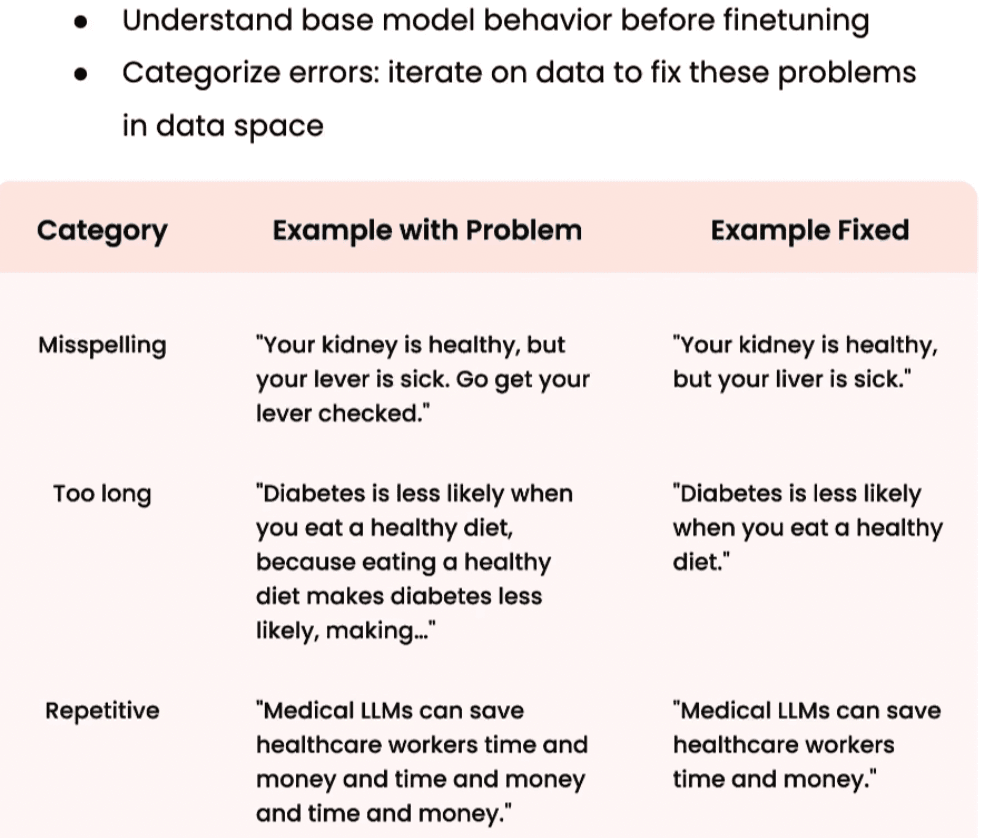 ● Understand base model behavior before finetuning
● Categorize errors: iterate on data to fix these problems
in data space
Category Example with Problem Example Fixed
Misspelling
"Your kidney is healthy, but
your lever is sick. Go get your
lever checked."
"Your kidney is healthy,
but your liver is sick."
Too long
"Diabetes is less likely when
you eat a healthy diet,
because eating a healthy
diet makes diabetes less
likely, making…"
"Diabetes is less likely
when you eat a healthy
diet."
Repetitive
"Medical LLMs can save
healthcare workers time and
money and time and money
and time and money."
"Medical LLMs can save
healthcare workers
time and money."